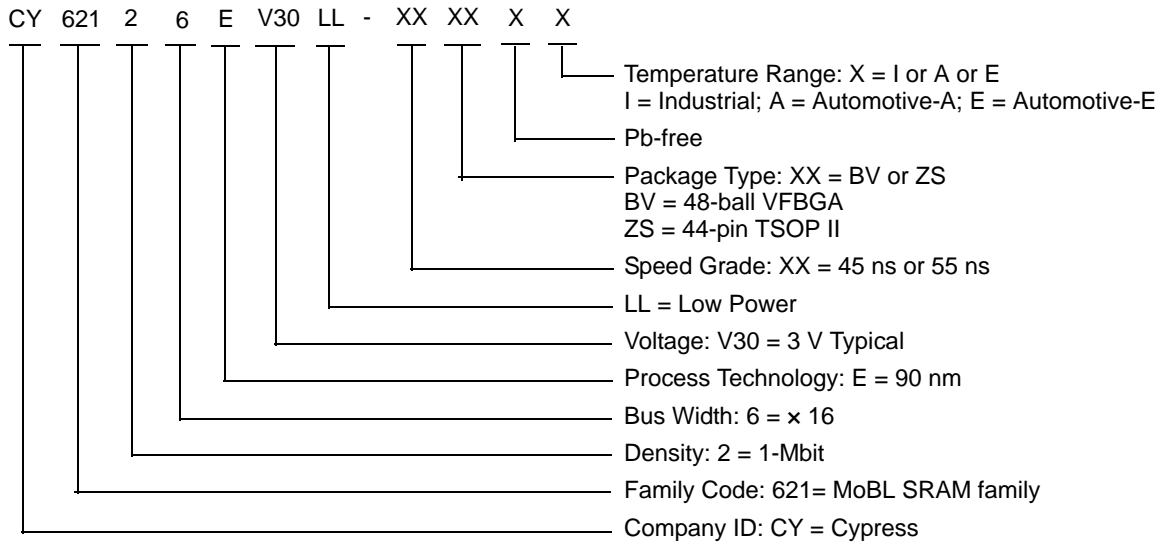 CY 621 2 6 E V30 LL - XX XX X X
Temperature Range: X = I or A or E
I = Industrial; A = Automotive-A; E = Automotive-E
Pb-free
Package Type: XX = BV or ZS
BV = 48-ball VFBGA
ZS = 44-pin TSOP II
Speed Grade: XX = 45 ns or 55 ns
LL = Low Power
Voltage: V30 = 3 V Typical
Process Technology: E = 90 nm
Bus Width: 6 = × 16
Density: 2 = 1-Mbit
Family Code: 621= MoBL SRAM family
Company ID: CY = Cypress